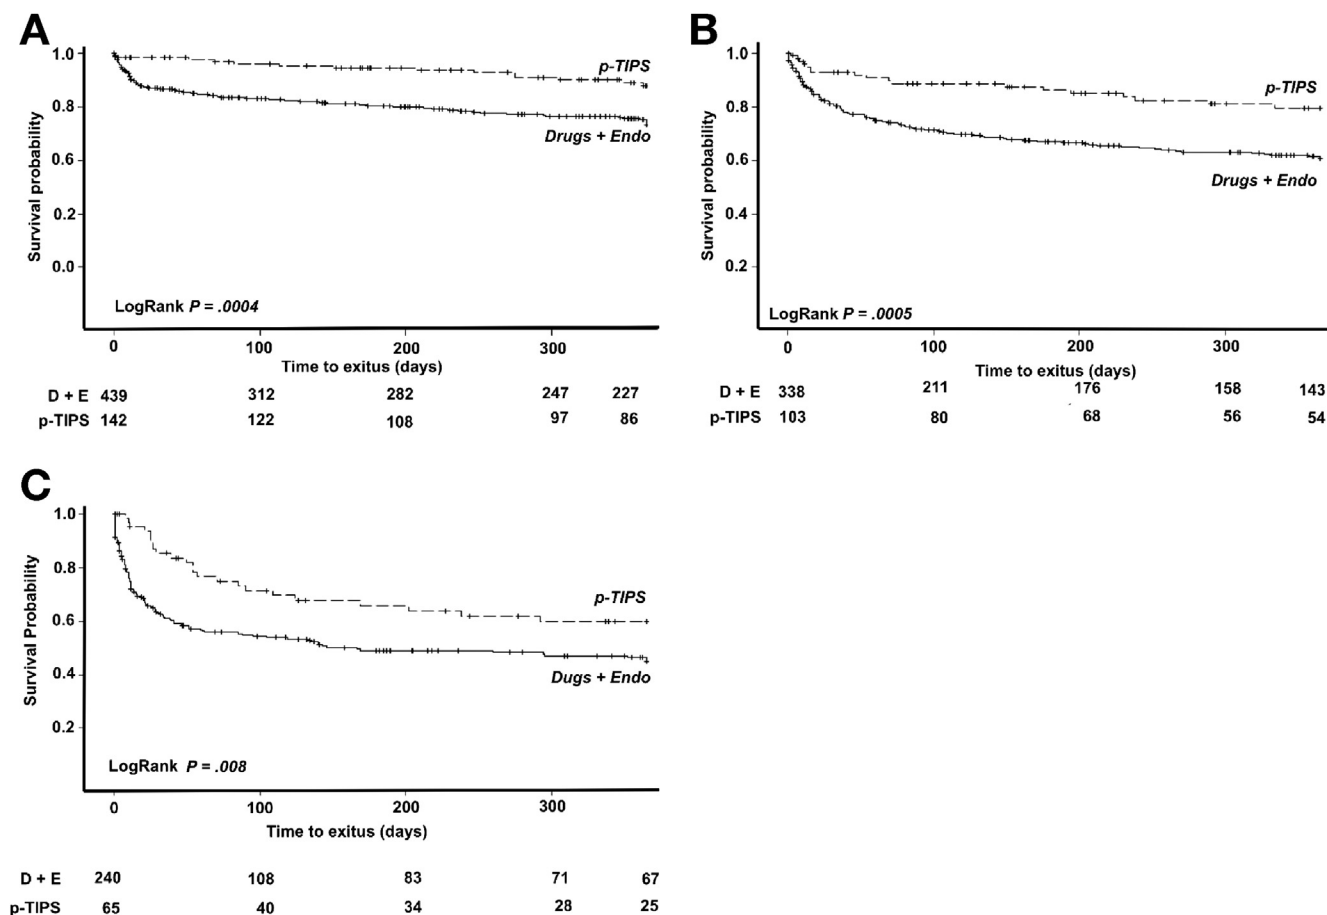 A
1.0
0.8
0.6
0.2
0.0
Survival probability
p-TIPS
Drugs + Endo
LogRank P = .0004
0 100 200 300
Time to exitus (days)
D + E 439 312 282 247 227
p-TIPS 142 122 108 97 86
B
1.0
0.8
0.6
0.4
0.2
Survival probability
p-TIPS
Drugs + Endo
LogRank P = .0005
0 100 200 300
Time to exitus (days)
D + E 338 211 176 158 143
p-TIPS 103 80 68 56 54
C
1.0
0.8
0.6
0.4
0.2
Survival Probability
p-TIPS
Dugs + Endo
LogRank P = .008
0 100 200 300
Time to exitus (days)
D + E 240 108 83 71 67
p-TIPS 65 40 34 28 25